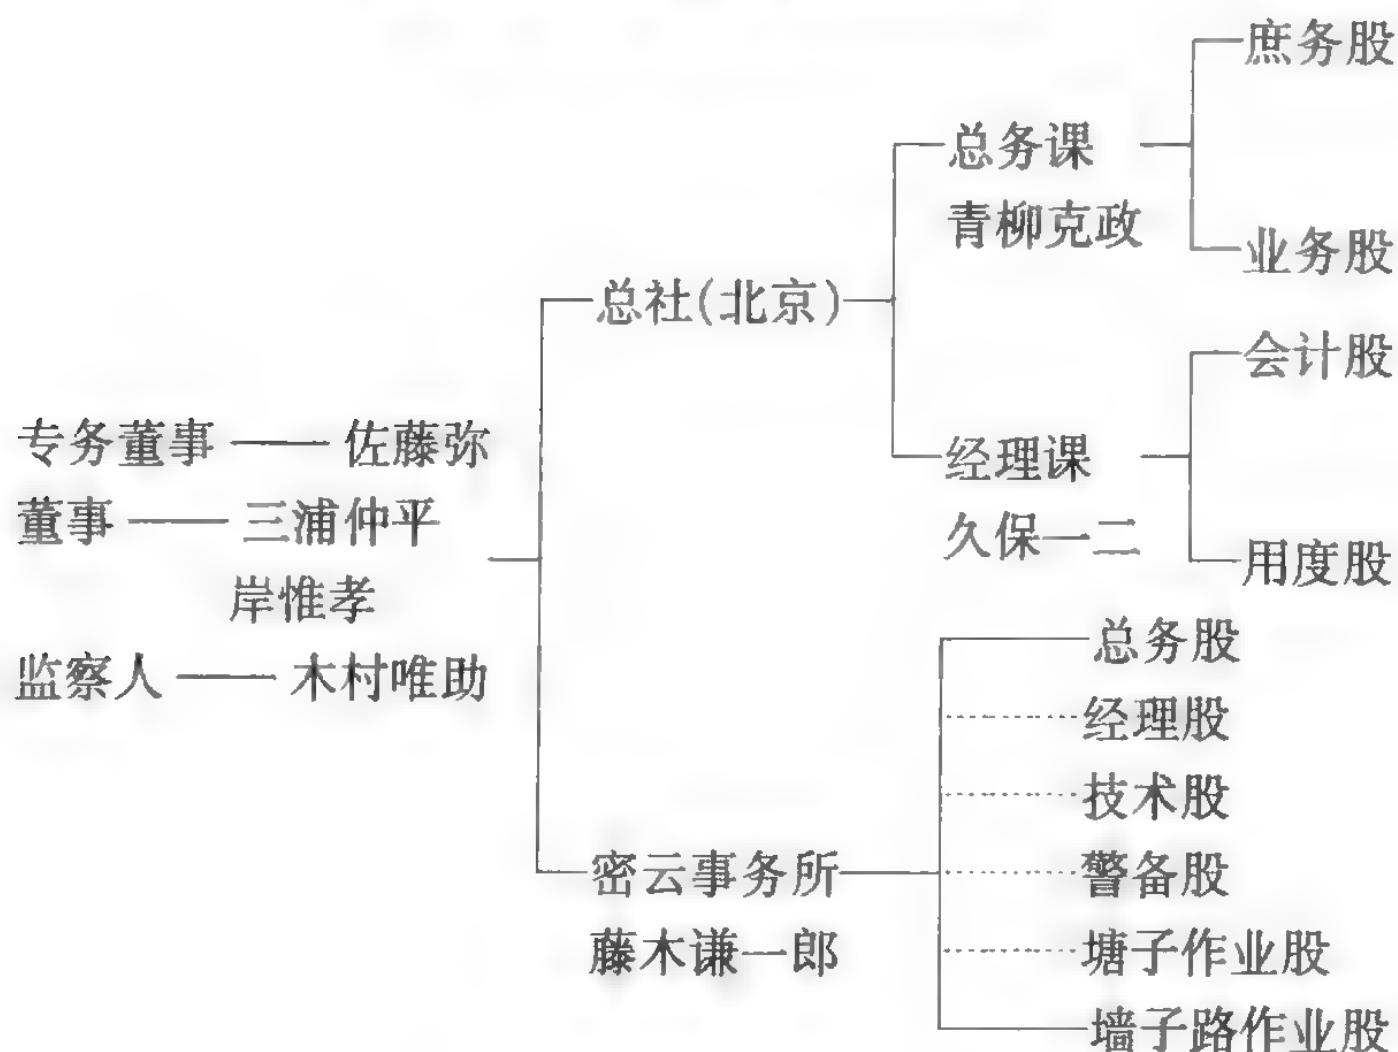 专务董事 —— 佐藤弥
董事 —— 三浦仲平
岸惟孝
监察人 —— 木村唯助
总社(北京)
总务课
青柳克政
庶务股
业务股
经理课
久保一二
会计股
用度股
密云事务所
藤木谦一郎
总务股
经理股
技术股
警备股
塘子作业股
墙子路作业股